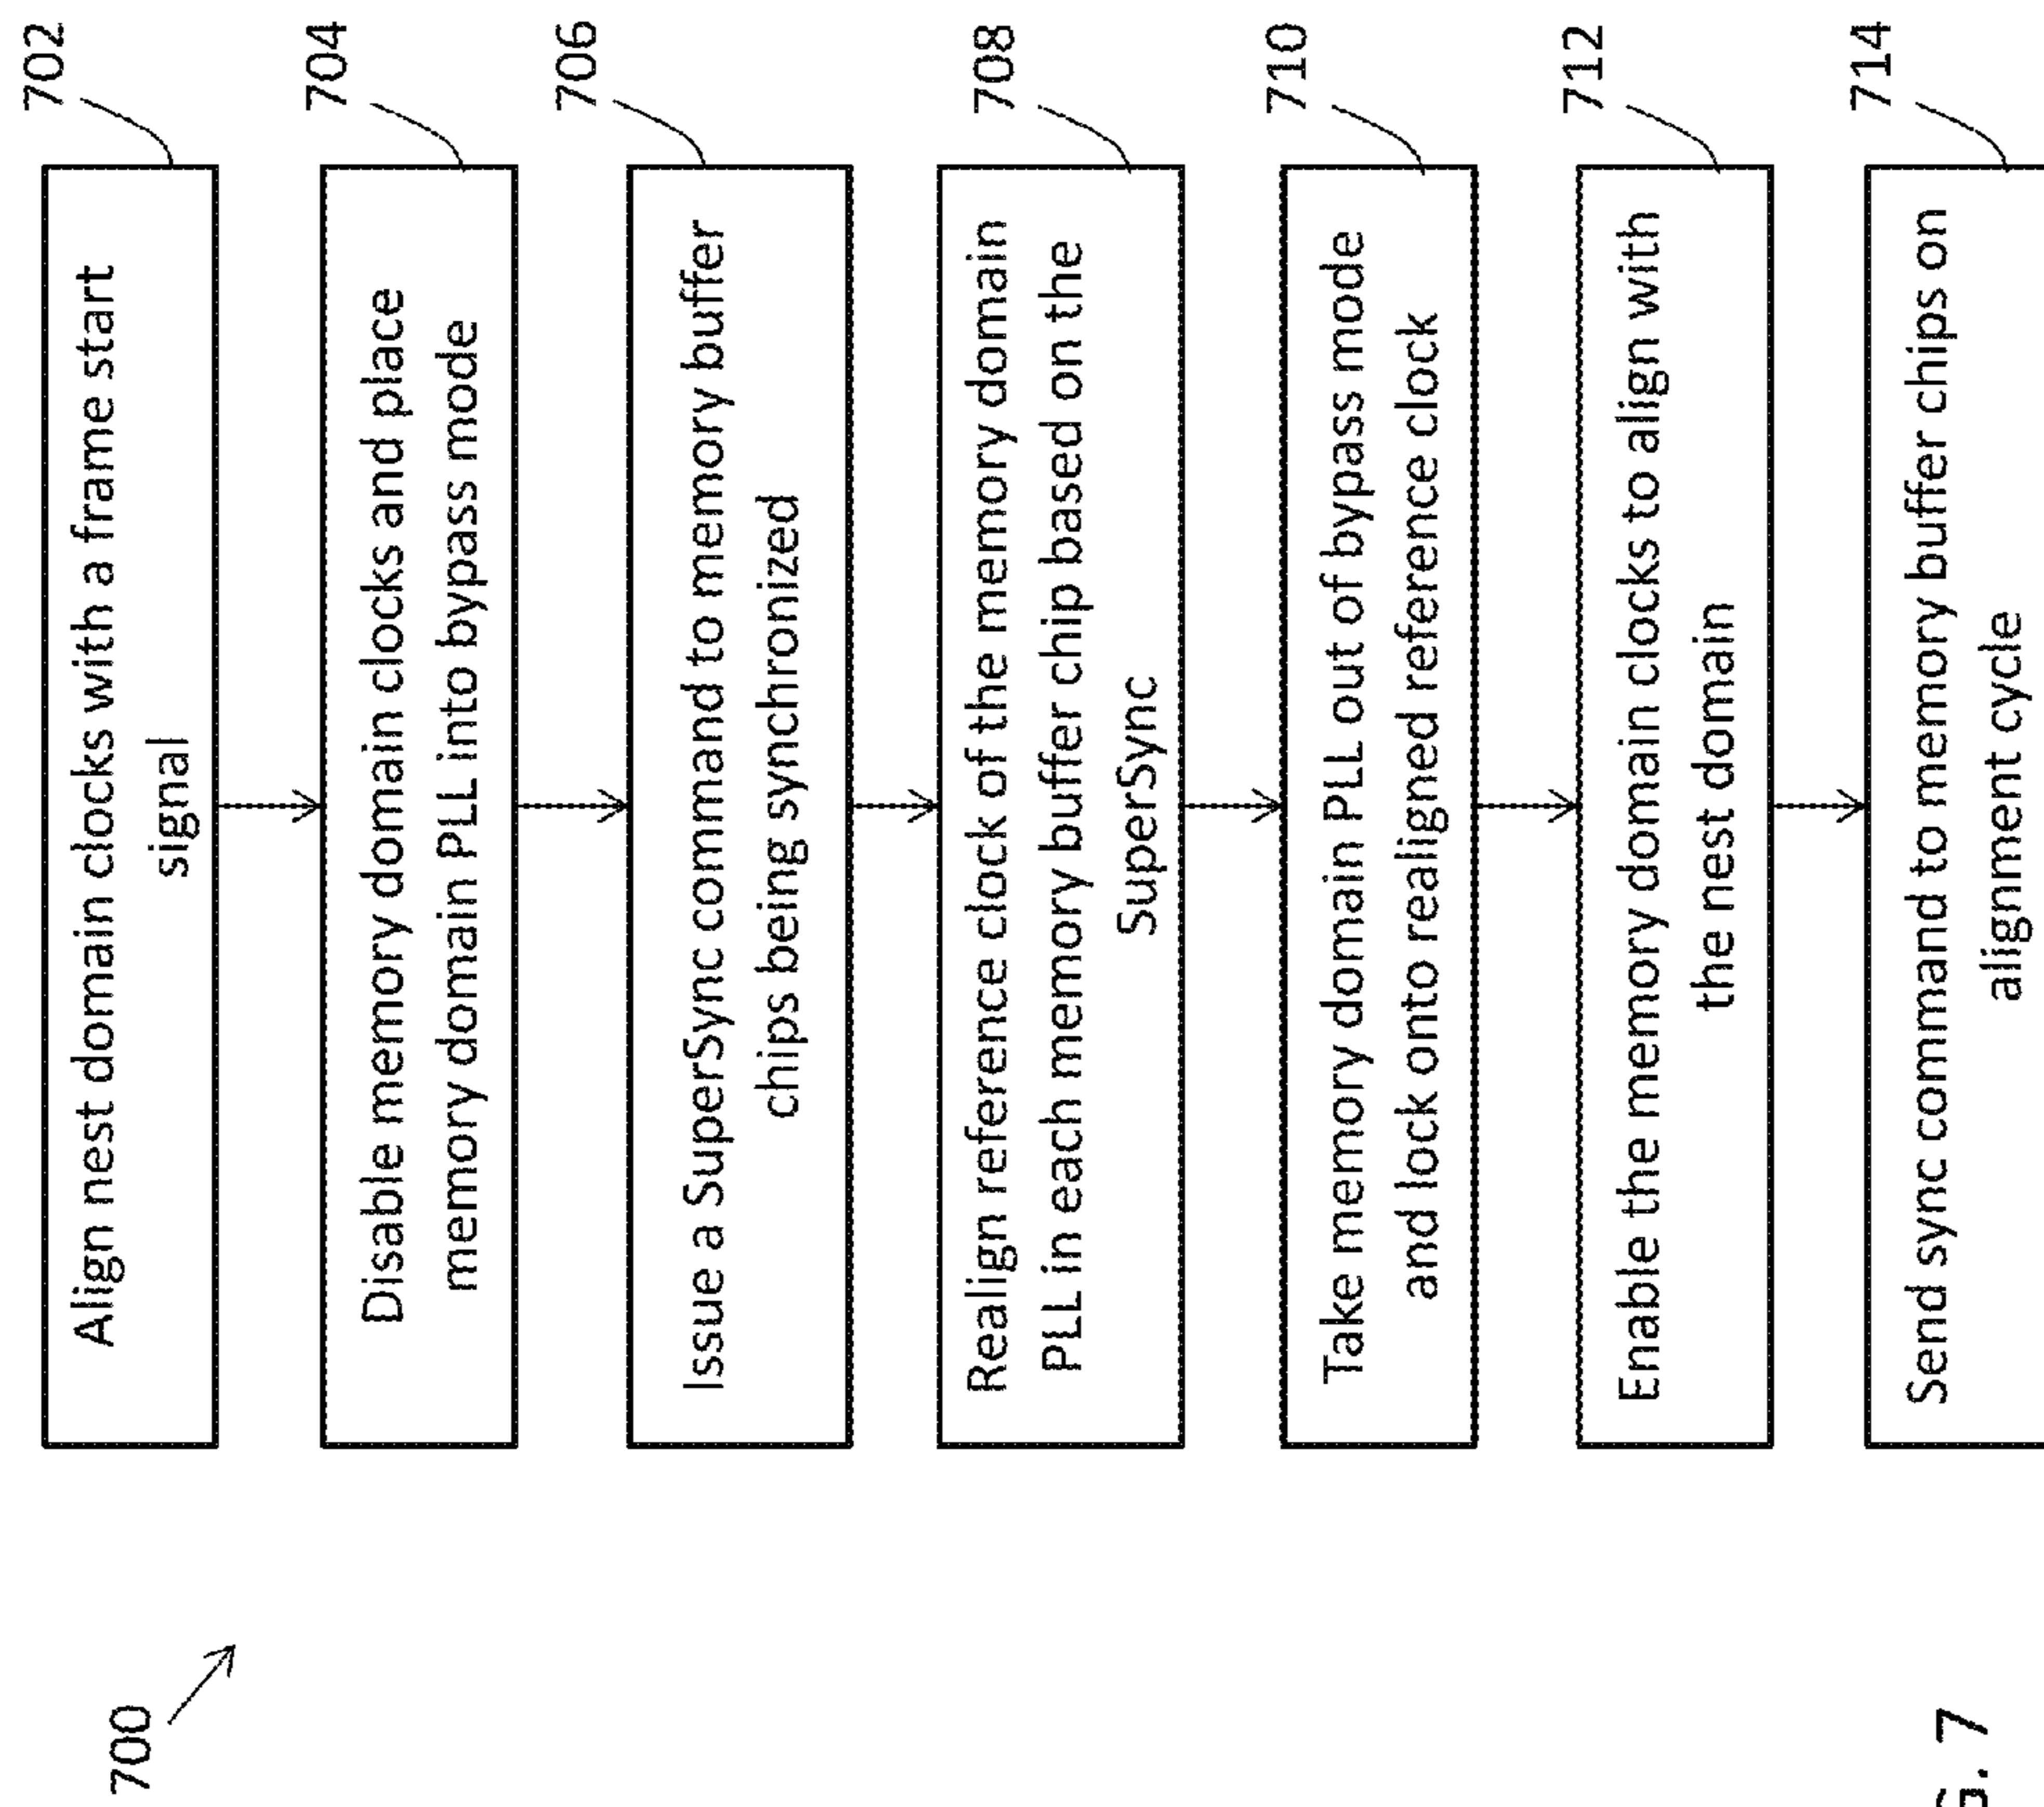 700
702
Align nest domain clocks with a frame start
signal
704
Disable memory domain clocks and place
memory domain PLL into bypass mode
706
Issue a SuperSync command to memory buffer
chips being synchronized
708
Realign reference clock of the memory domain
PLL in each memory buffer chip based on the
SuperSync
710
Take memory domain PLL out of bypass mode
and lock onto realigned reference clock
712
Enable the memory domain clocks to align with
the nest domain
714
Send sync command to memory buffer chips on
alignment cycle
G. 7